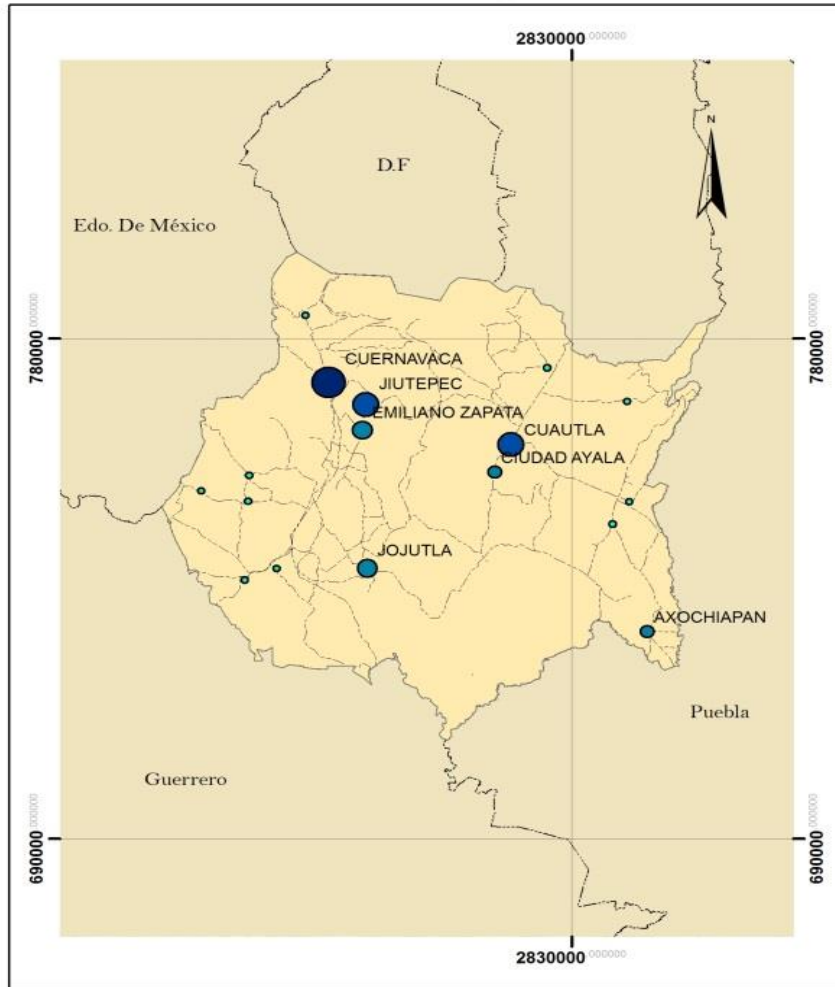 2830000 000000
N
D.F
Edo. De México
780000 000000
780000 000000
CUERNAVACA
JIUTEPEC
EMILIANO ZAPATA
CUAUTLA
CIUDAD AYALA
JOJUTLA
AXOCHIAPAN
Puebla
Guerrero
690000 000000
690000 000000
2830000 000000